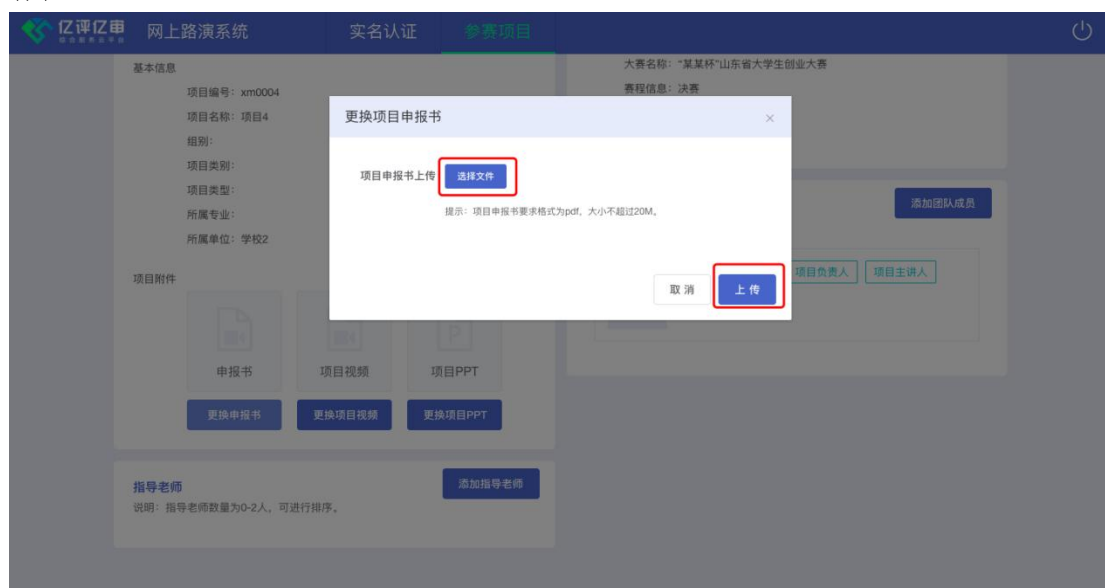 亿评亿审
综合服务云平台
网上路演系统
实名认证
参赛项目
基本信息
项目编号：xm0004
项目名称：项目4
组别：
项目类别：
项目类型：
所属专业：
所属单位：学校2
项目附件
申报书
项目视频
项目PPT
更换申报书
更换项目视频
更换项目PPT
指导老师
添加指导老师
说明：指导老师数量为0-2人，可进行排序。
大赛名称：“某某杯”山东省大学生创业大赛
赛程信息：决赛
添加团队成员
项目负责人
项目主讲人
更换项目申报书
项目申报书上传
选择文件
提示：项目申报书要求格式为pdf，大小不超过20M。
取消
上传